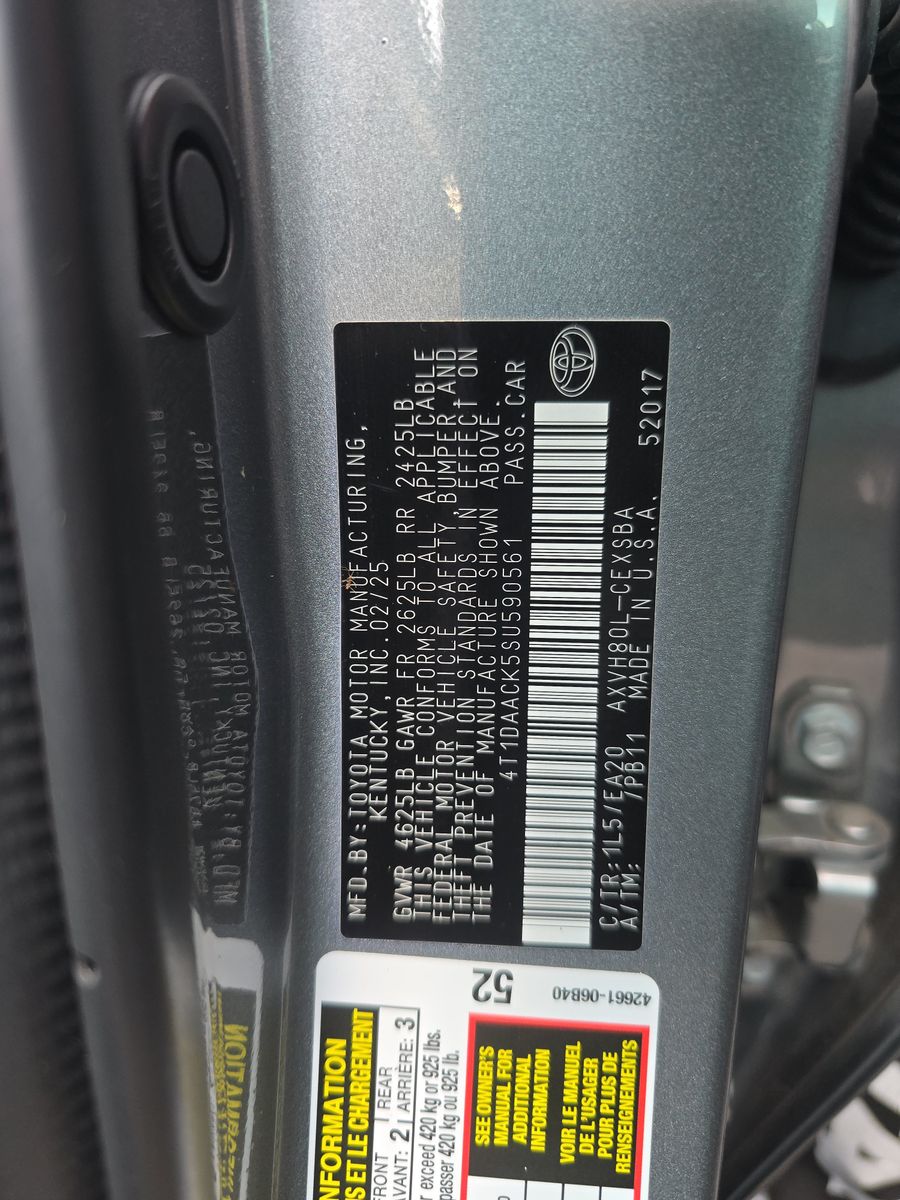 MFD.BY:TOYOTA MOTOR MANUFACTURING,
KENTUCKY, INC.02/25
GVWR 4625LB GAWR FR 2625LB RR 2425LB
THIS VEHICLE CONFORMS TO ALL APPLICABLE
FEDERAL MOTOR VEHICLE SAFETY, BUMPER, AND
THEFT PREVENTION STANDARDS IN EFFECT ON
THE DATE OF MANUFACTURE SHOWN ABOVE.
4T1DAACK5SU590561 PASS.CAR
C/TR:1L5/EA20 AXVH80L-CEXSBA
A/TM: /PB11 MADE IN U.S.A. 52017
52
42661-06B40
INFORMATION
S ET LE CHARGEMENT
FRONT REAR
AVANT: 2 ARRIÈRE: 3
r exceed 420 kg or 925 lbs.
passer 420 kg ou 925 lb.
SEE OWNER'S
MANUAL FOR
ADDITIONAL
INFORMATION
VOIR LE MANUEL
DE L'USAGER
POUR PLUS DE
RENSEIGNEMENTS